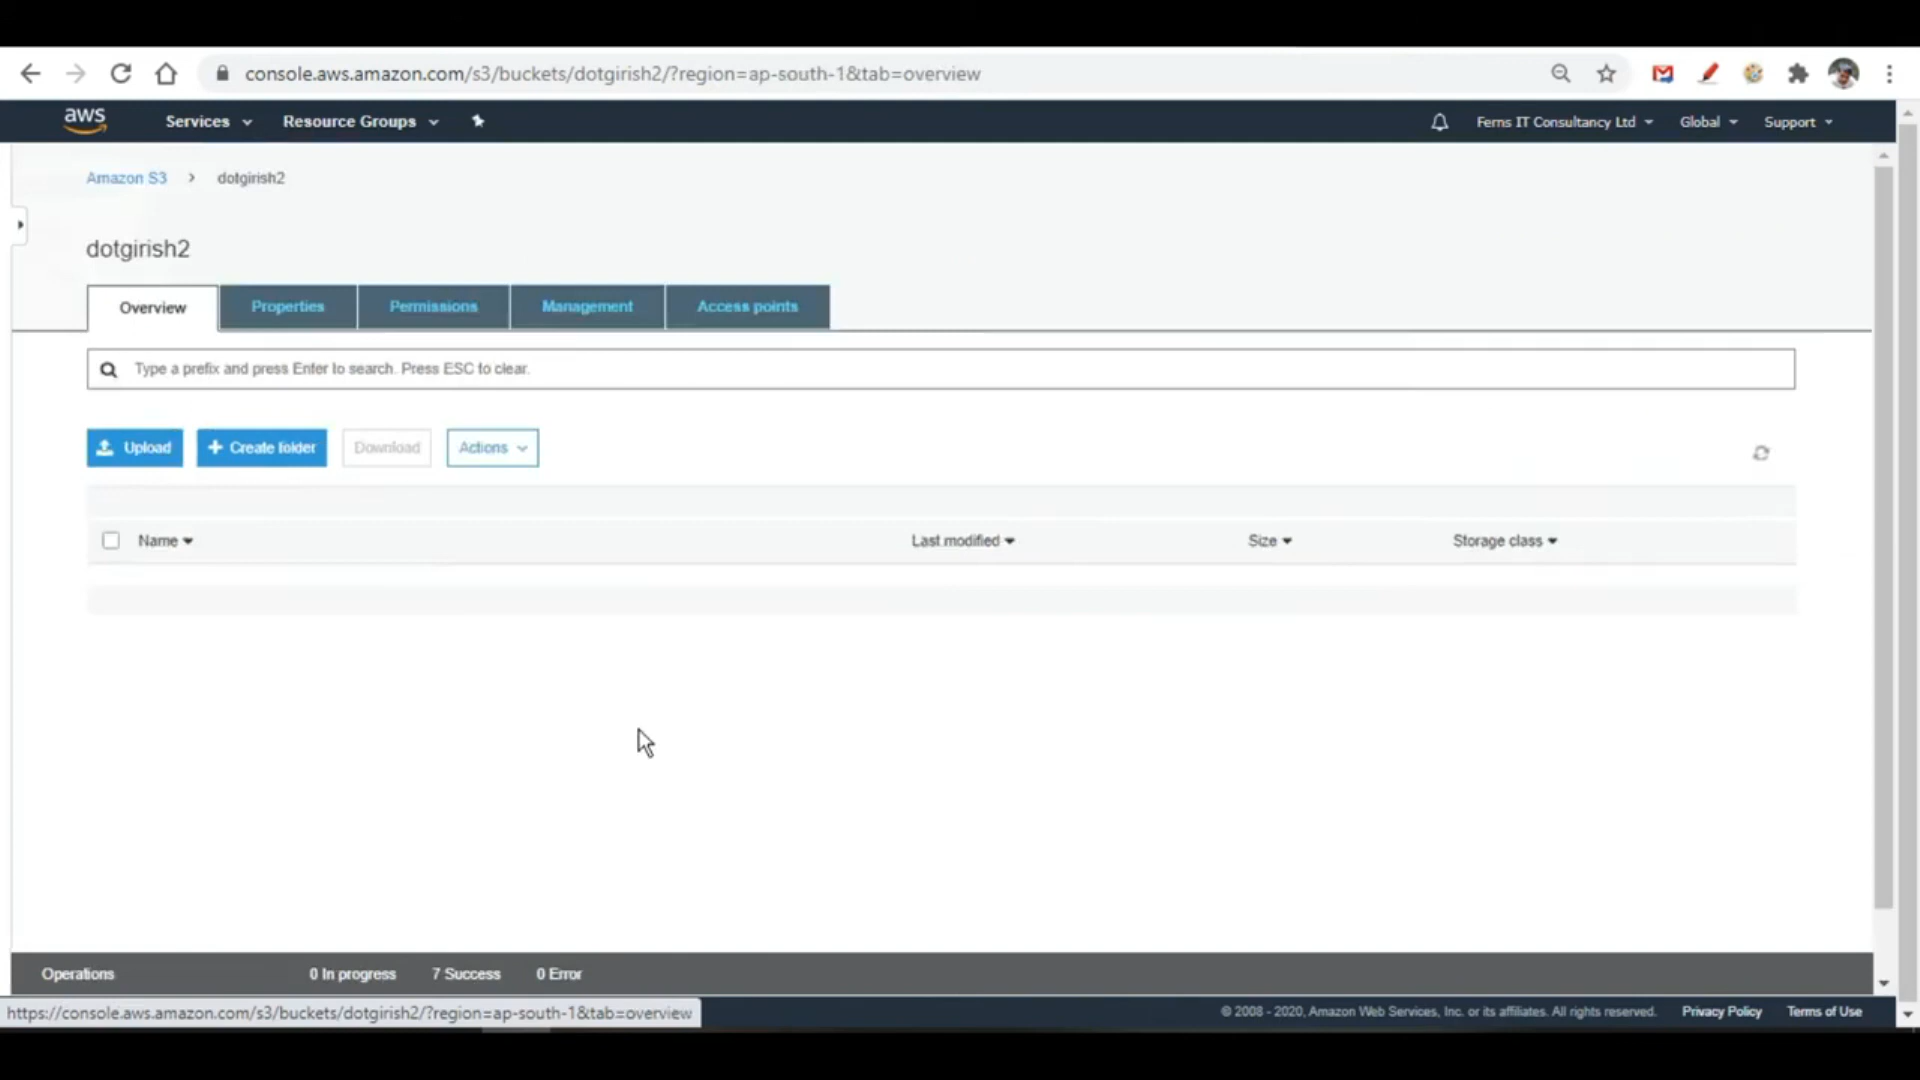 console.aws.amazon.com/s3/buckets/dotgirish2/?region=ap-south-1&tab=overview
aws Services Resource Groups Ferns IT Consultancy Ltd Global Support
Amazon S3 > dotgirish2
dotgirish2
Overview Properties Permissions Management Access points
Type a prefix and press Enter to search. Press ESC to clear.
Upload + Create folder Download Actions
Name Last modified Size Storage class
Operations 0 In progress 7 Success 0 Error
https://console.aws.amazon.com/s3/buckets/dotgirish2/?region=ap-south-1&tab=overview © 2008 - 2020, Amazon Web Services, Inc. or its affiliates. All rights reserved. Privacy Policy Terms of Use